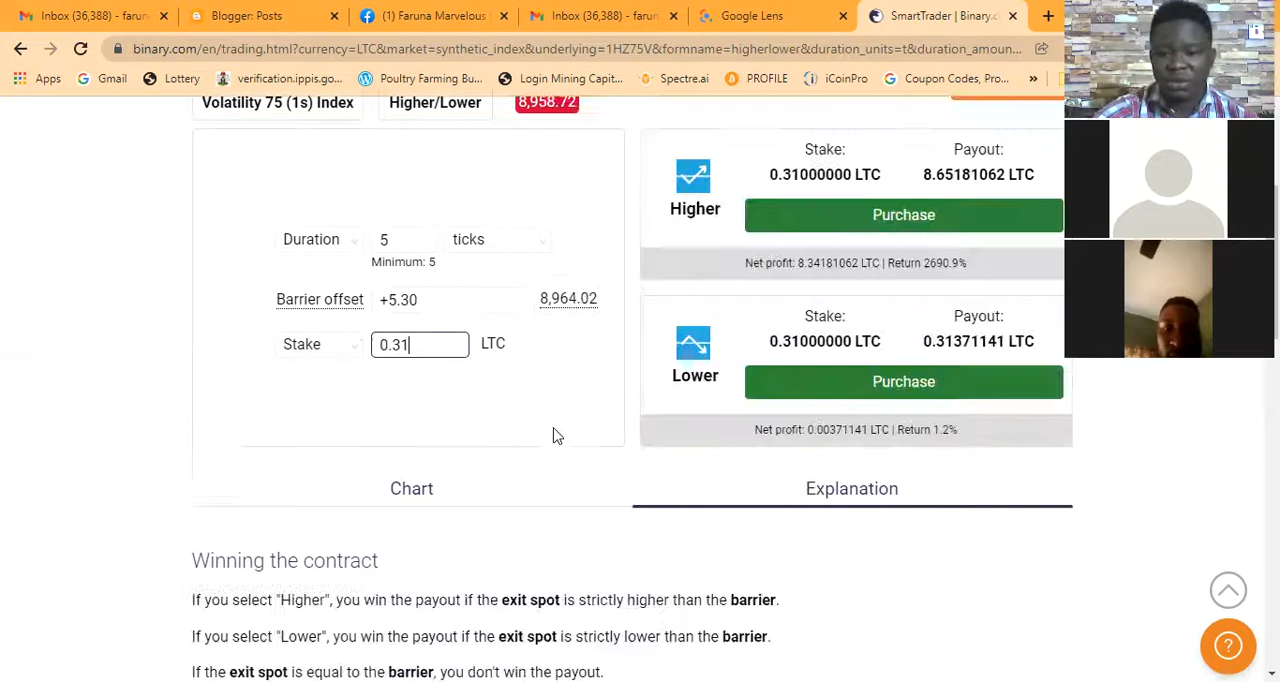 Inbox (36,388) - farun
Blogger: Posts
(1) Faruna Marvelous
Inbox (36,388) - farun
Google Lens
SmartTrader | Binary.c
binary.com/en/trading.html?currency=LTC&market=synthetic_index&underlying=1HZ75V&formname=higherlower&duration_units=t&duration_amoun...
Apps
Gmail
Lottery
verification.ippis.go...
Poultry Farming Bu...
Login Mining Capit...
Spectre.ai
PROFILE
iCoinPro
Coupon Codes, Pro...
»
Volatility 75 (1s) Index
Higher/Lower
8,958.72
Duration
5
ticks
Minimum: 5
Barrier offset
+5.30
8,964.02
Stake
0.31
LTC
Stake:
Payout:
0.31000000 LTC
8.65181062 LTC
Higher
Purchase
Net profit: 8.34181062 LTC | Return 2690.9%
Stake:
Payout:
0.31000000 LTC
0.31371141 LTC
Lower
Purchase
Net profit: 0.00371141 LTC | Return 1.2%
Chart
Explanation
Winning the contract
If you select "Higher", you win the payout if the exit spot is strictly higher than the barrier.
If you select "Lower", you win the payout if the exit spot is strictly lower than the barrier.
If the exit spot is equal to the barrier, you don't win the payout.